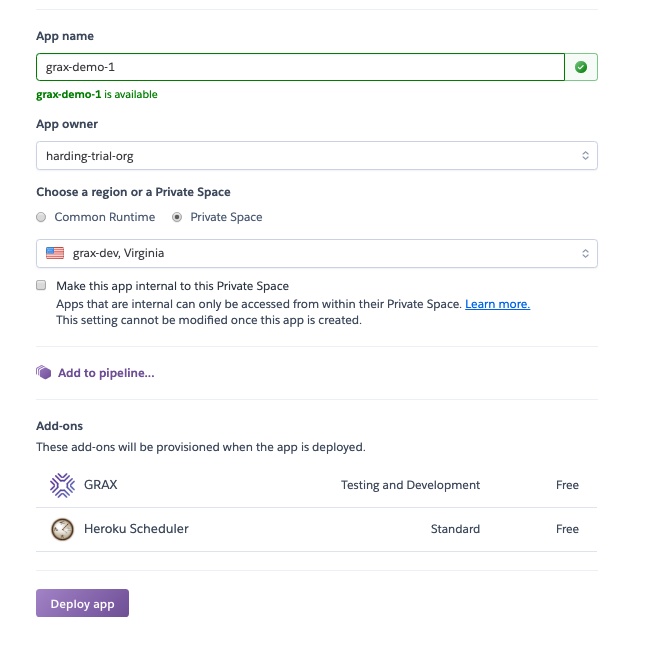 App name
grax-demo-1
grax-demo-1 is available
App owner
harding-trial-org
Choose a region or a Private Space
Common Runtime Private Space
grax-dev, Virginia
Make this app internal to this Private Space
Apps that are internal can only be accessed from within their Private Space. Learn more.
This setting cannot be modified once this app is created.
Add to pipeline...
Add-ons
These add-ons will be provisioned when the app is deployed.
GRAX Testing and Development Free
Heroku Scheduler Standard Free
Deploy app